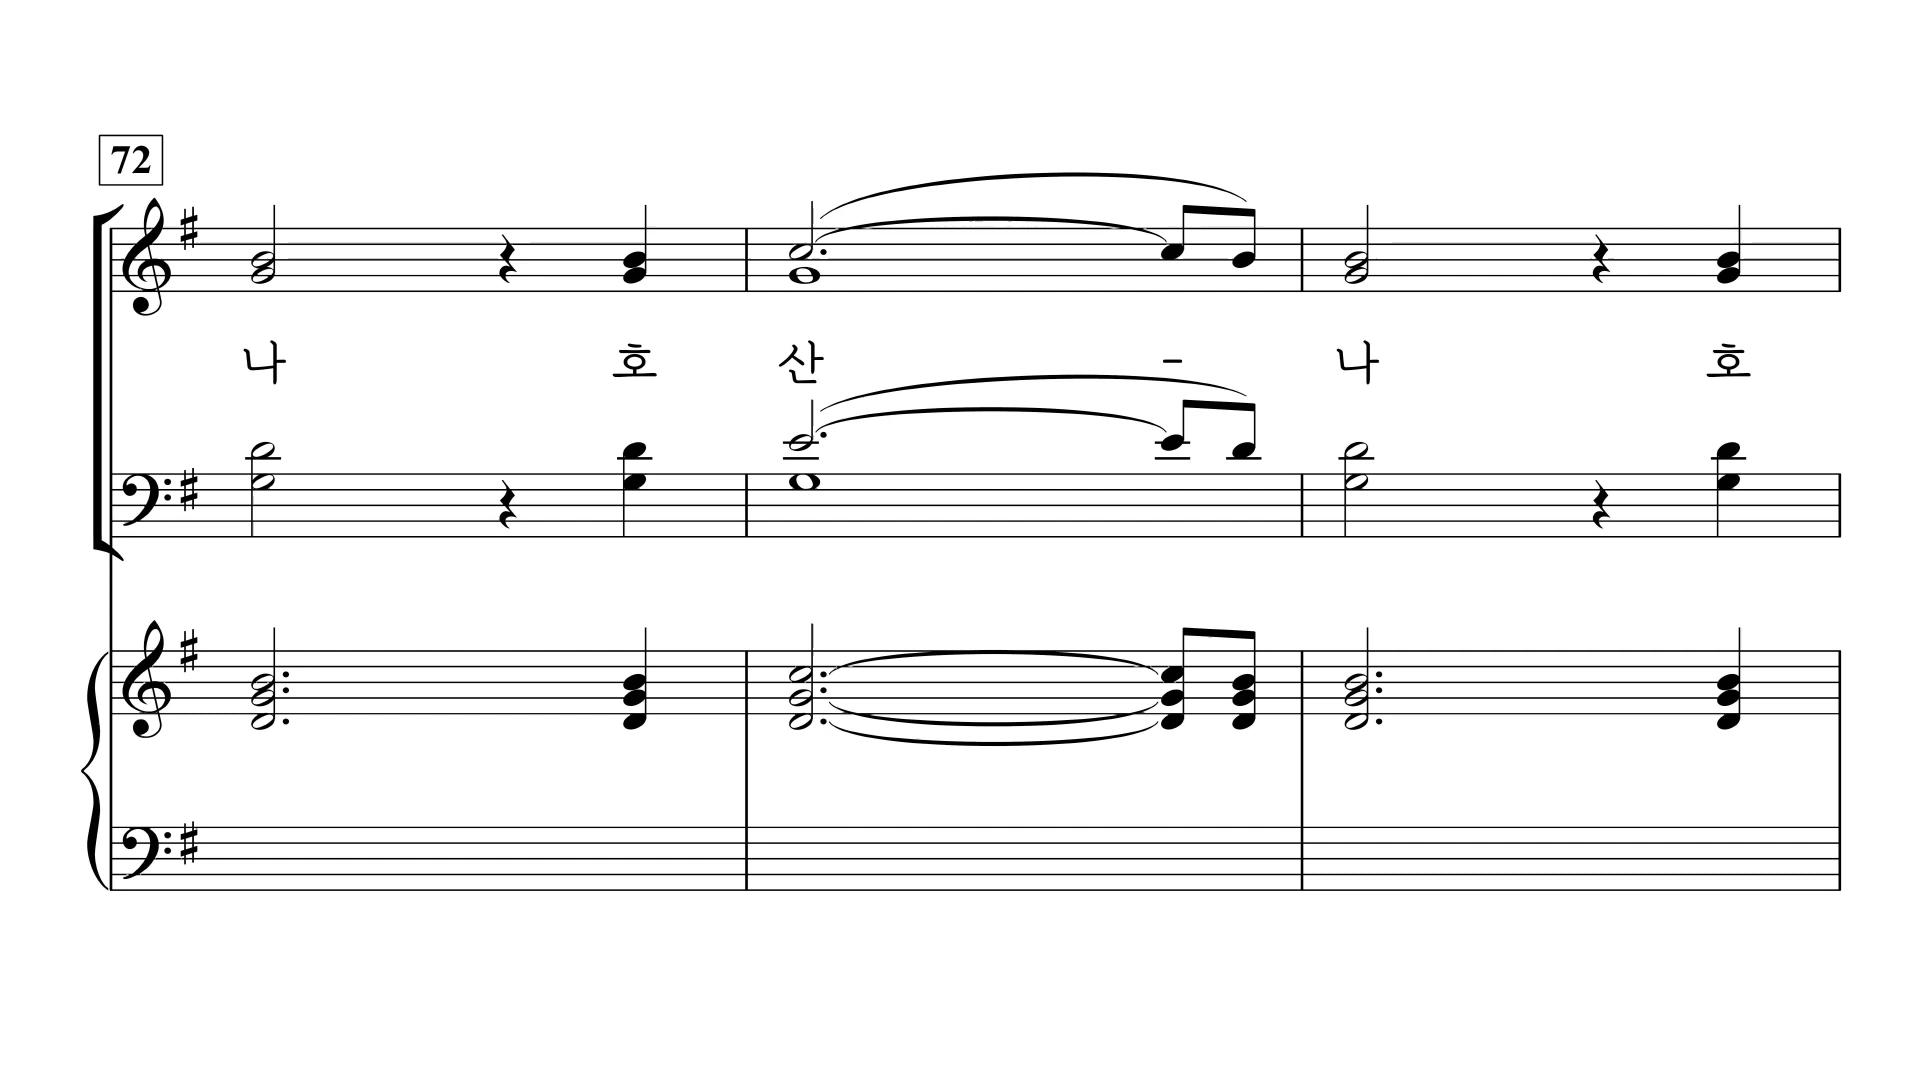 72
나 호 산 - 나 호